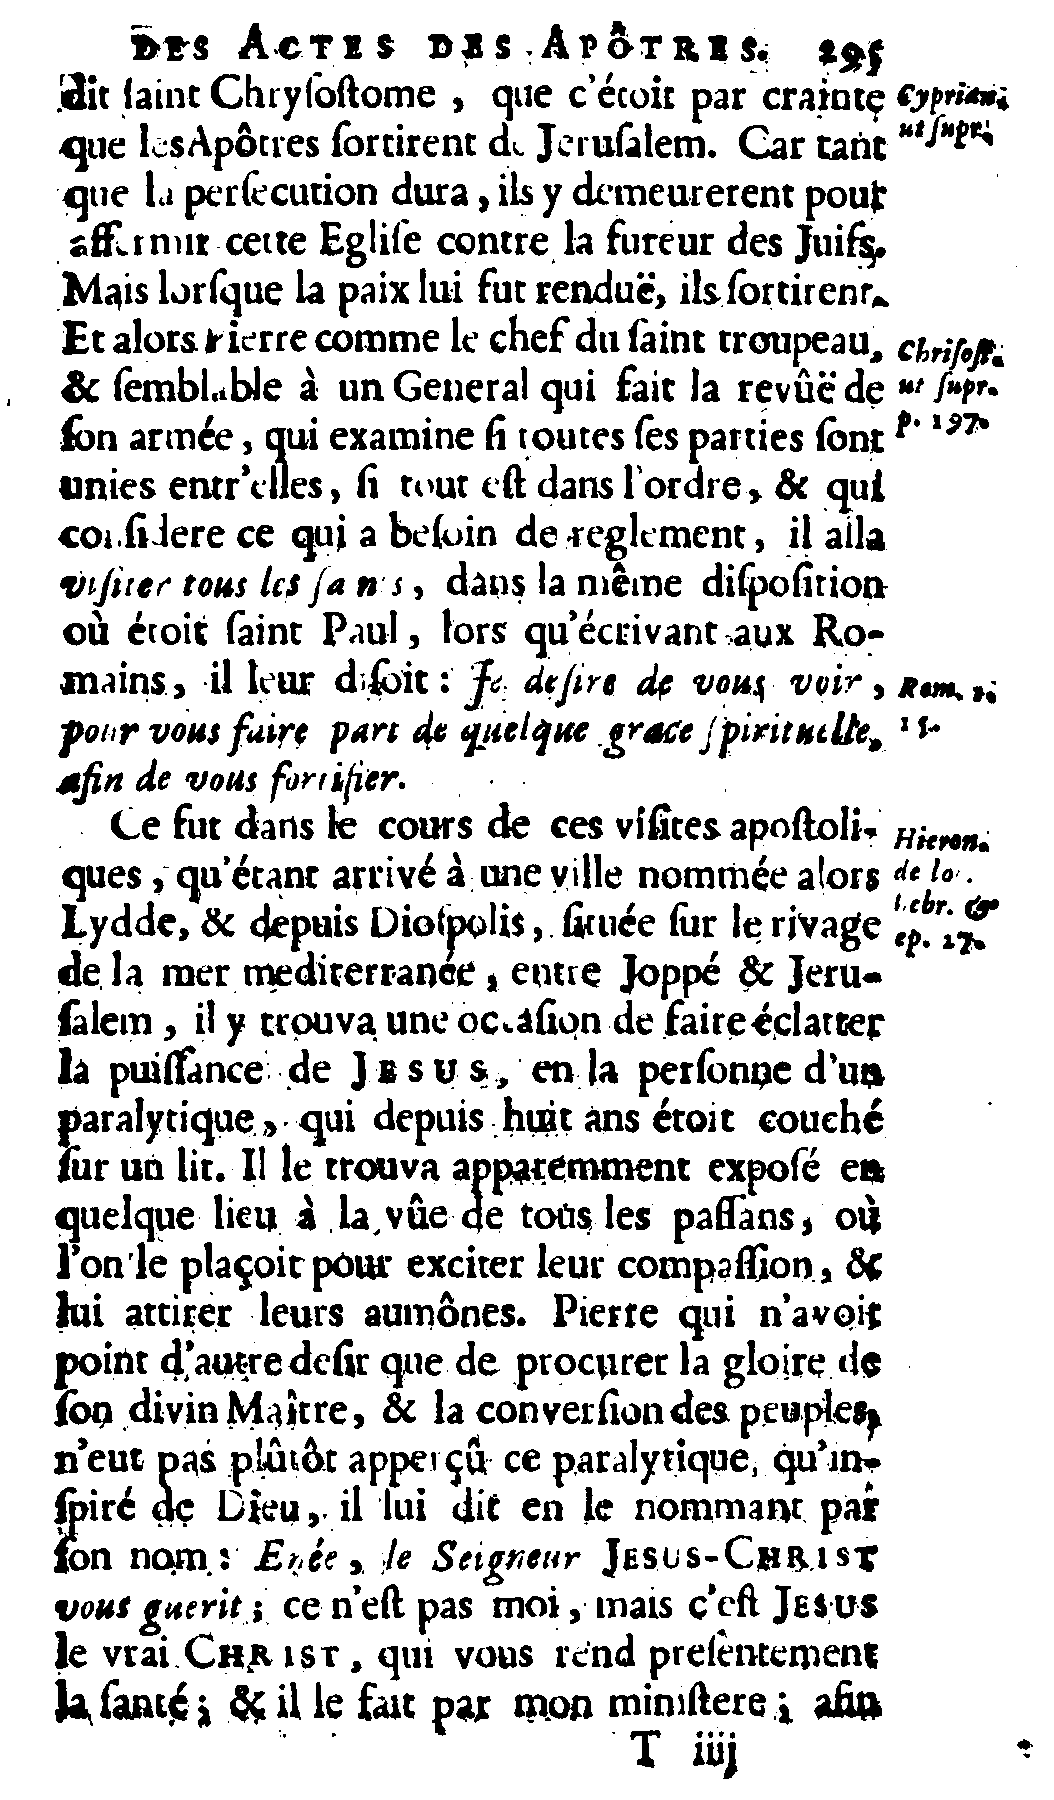 DES ACTES DES APÔTRES. 295
dit ſaint Chryſoſtome, que c'étoit par crainte
que les Apôtres ſortirent de Jeruſalem. Car tant
que la perſecution dura, ils y demeurerent pour
affermir cette Egliſe contre la fureur des Juifs.
Mais lorſque la paix lui fut renduë, ils ſortirent.
Et alors Pierre comme le chef du ſaint troupeau,
& ſemblable à un General qui fait la revûë de
ſon armée, qui examine ſi toutes ſes parties ſont
unies entr'elles, ſi tout eſt dans l'ordre, & qui
conſidere ce qui a beſoin de reglement, il alla
viſiter tous les ſaints, dans la même diſpoſition
où étoit ſaint Paul, lors qu'écrivant aux Ro-
mains, il leur diſoit: Je deſire de vous voir,
pour vous faire part de quelque grace ſpirituelle,
afin de vous fortifier.
Ce fut dans le cours de ces viſites apoſtoli-
ques, qu'étant arrivé à une ville nommée alors
Lydde, & depuis Dioſpolis, ſituée ſur le rivage
de la mer mediterranée, entre Joppé & Jeru-
ſalem, il y trouva une occaſion de faire éclatter
la puiſſance de JESUS, en la perſonne d'un
paralytique, qui depuis huit ans étoit couché
ſur un lit. Il le trouva apparemment expoſé en
quelque lieu à la vûe de tous les paſſans, où
l'on le plaçoit pour exciter leur compaſſion, &
lui attirer leurs aumônes. Pierre qui n'avoit
point d'autre deſir que de procurer la gloire de
ſon divin Maître, & la converſion des peuples,
n'eut pas plûtôt apperçû ce paralytique, qu'in-
ſpiré de Dieu, il lui dit en le nommant par
ſon nom: Enée, le Seigneur JESUS-CHRIST
vous guerit; ce n'eſt pas moi, mais c'eſt JESUS
le vrai CHRIST, qui vous rend preſentement
la ſanté; & il le fait par mon miniſtere; afin
T iiij
Cyprian.
ut ſupr.
Chriſoſt.
ut ſupr.
p. 197.
Rom. 1.
11.
Hieron.
de lo.
hebr. &
ep. 27.